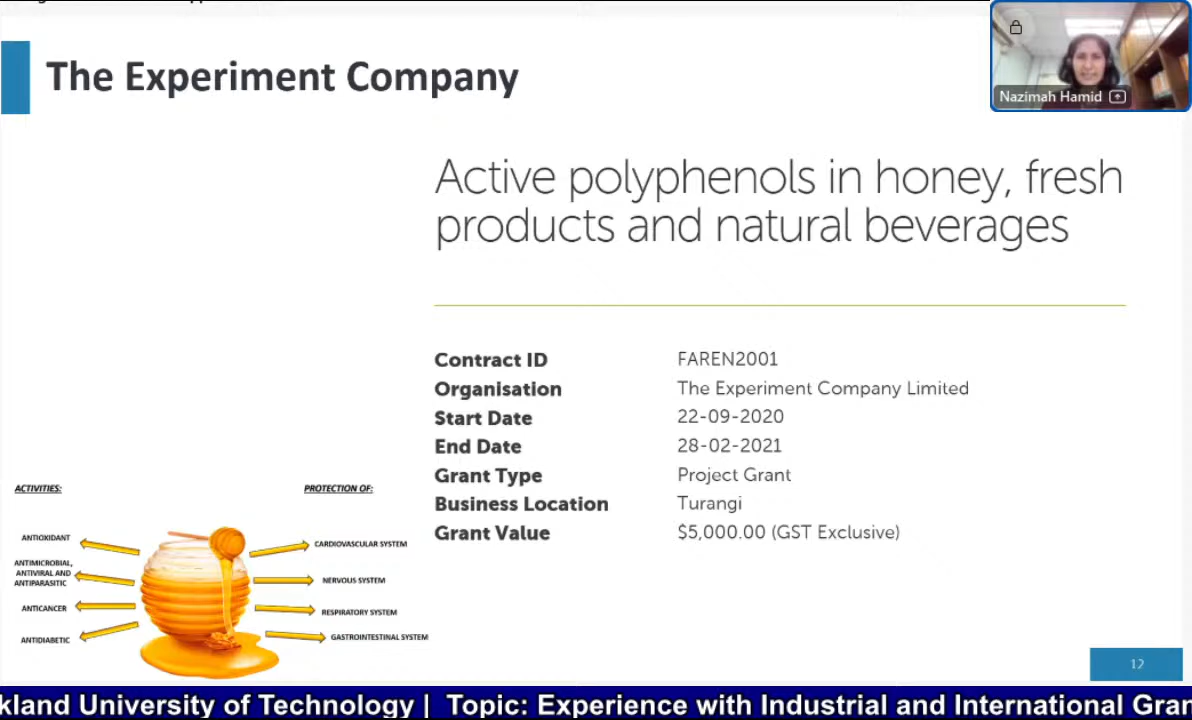 The Experiment Company
Nazimah Hamid
Active polyphenols in honey, fresh
products and natural beverages
Contract ID FAREN2001
Organisation The Experiment Company Limited
Start Date 22-09-2020
End Date 28-02-2021
Grant Type Project Grant
Business Location Turangi
Grant Value $5,000.00 (GST Exclusive)
ACTIVITIES:
ANTIOXIDANT
ANTIMICROBIAL,
ANTIVIRAL AND
ANTIPARASITIC
ANTICANCER
ANTIDIABETIC
PROTECTION OF:
CARDIOVASCULAR SYSTEM
NERVOUS SYSTEM
RESPIRATORY SYSTEM
GASTROINTESTINAL SYSTEM
12
kland University of Technology | Topic: Experience with Industrial and International Gran